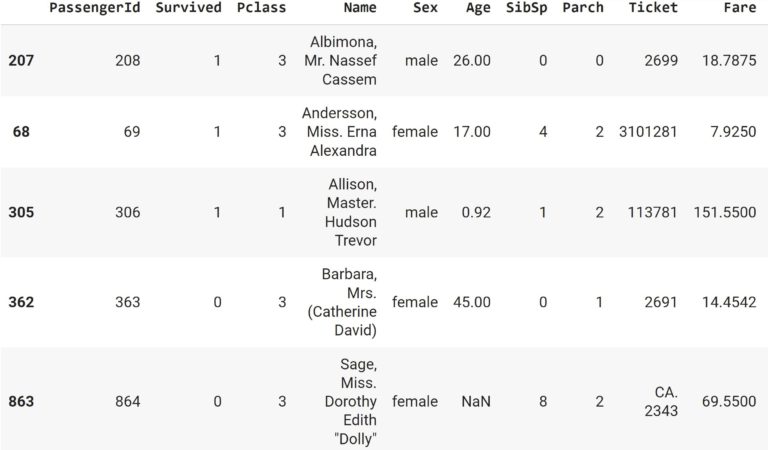 PassengerId Survived Pclass Name Sex Age SibSp Parch Ticket Fare
207 208 1 3 Albimona, Mr. Nassef Cassem male 26.00 0 0 2699 18.7875
68 69 1 3 Andersson, Miss. Erna Alexandra female 17.00 4 2 3101281 7.9250
305 306 1 1 Allison, Master. Hudson Trevor male 0.92 1 2 113781 151.5500
362 363 0 3 Barbara, Mrs. (Catherine David) female 45.00 0 1 2691 14.4542
863 864 0 3 Sage, Miss. Dorothy Edith "Dolly" female NaN 8 2 CA. 2343 69.5500